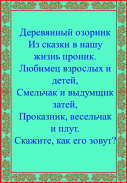 Деревянный озорник
Из сказки в нашу
жизнь проник.
Любимец взрослых и
детей,
Смельчак и выдумщик
затей,
Проказник, весельчак
и плут.
Скажите, как его зовут?